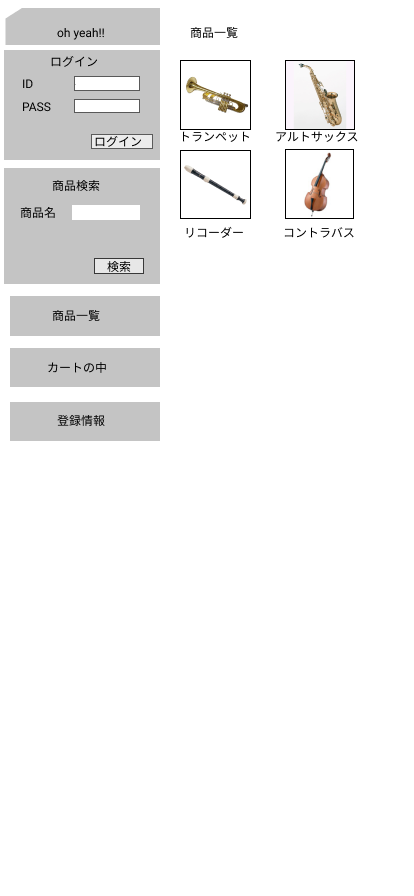 oh yeah!!
ログイン
ID
PASS
ログイン
商品検索
商品名
検索
商品一覧
カートの中
登録情報
商品一覧
トランペット
アルトサックス
リコーダー
コントラバス